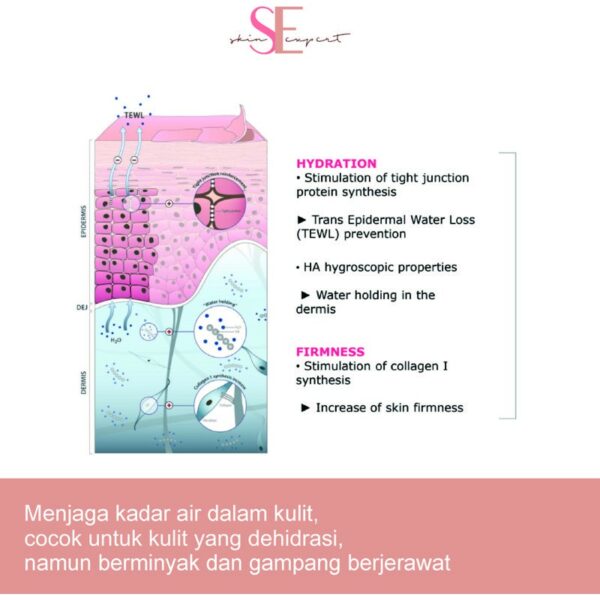 SE
skin expert
TEWL
Tight junctions reinforcement
EPIDERMIS
DEJ
"Water holding"
H₂O
Collagen I synthesis increase
DERMIS
HYDRATION
• Stimulation of tight junction
protein synthesis
► Trans Epidermal Water Loss
(TEWL) prevention
• HA hygroscopic properties
► Water holding in the
dermis
FIRMNESS
• Stimulation of collagen I
synthesis
► Increase of skin firmness
Menjaga kadar air dalam kulit,
cocok untuk kulit yang dehidrasi,
namun berminyak dan gampang berjerawat